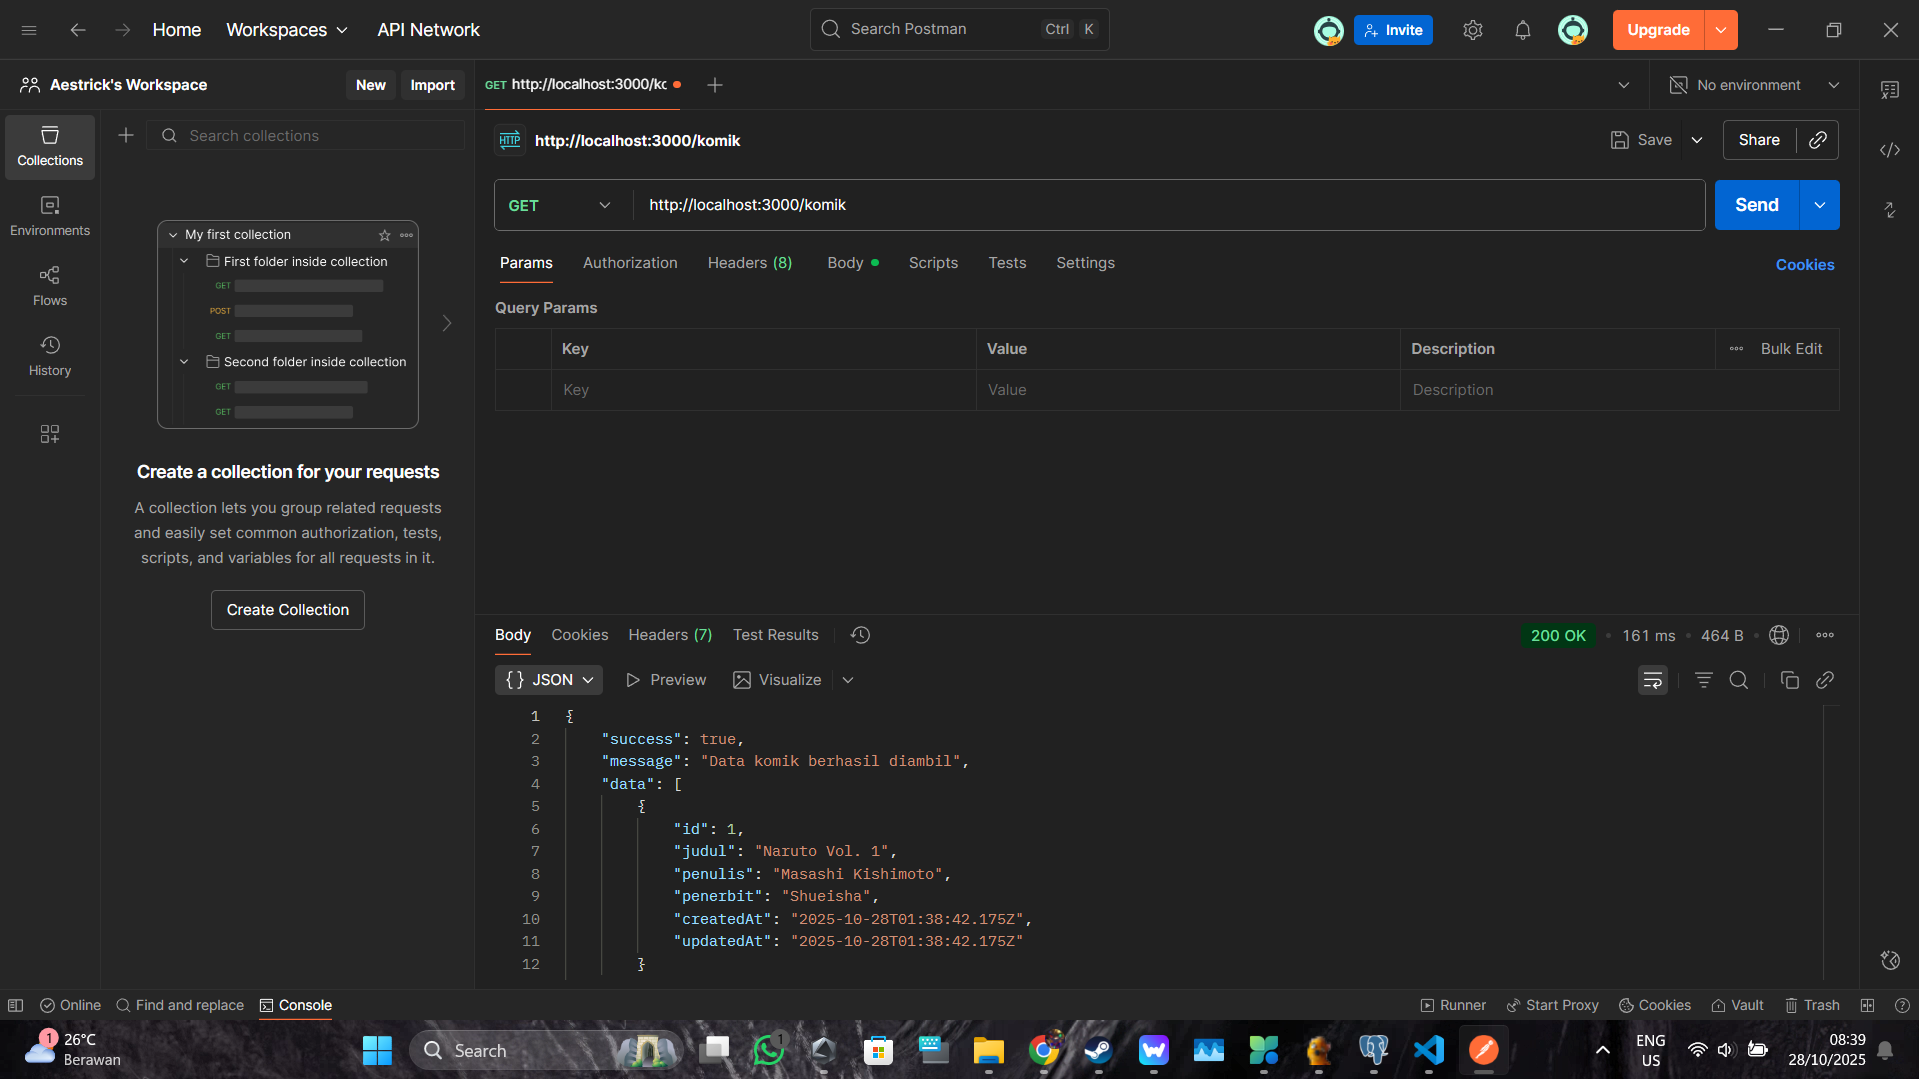 Home
Workspaces
API Network
Search Postman
Ctrl K
Invite
Upgrade
Aestrick's Workspace
New
Import
GET http://localhost:3000/kc
No environment
Collections
Environments
Flows
History
Search collections
My first collection
First folder inside collection
GET
POST
GET
Second folder inside collection
GET
GET
Create a collection for your requests
A collection lets you group related requests
and easily set common authorization, tests,
scripts, and variables for all requests in it.
Create Collection
HTTP
http://localhost:3000/komik
Save
Share
GET
http://localhost:3000/komik
Send
Params
Authorization
Headers (8)
Body
Scripts
Tests
Settings
Cookies
Query Params
Key Value Description Bulk Edit
Key Value Description
Body
Cookies
Headers (7)
Test Results
200 OK
161 ms
464 B
{} JSON
Preview
Visualize
1 {
2 "success": true,
3 "message": "Data komik berhasil diambil",
4 "data": [
5 {
6 "id": 1,
7 "judul": "Naruto Vol. 1",
8 "penulis": "Masashi Kishimoto",
9 "penerbit": "Shueisha",
10 "createdAt": "2025-10-28T01:38:42.175Z",
11 "updatedAt": "2025-10-28T01:38:42.175Z"
12 }
Online
Find and replace
Console
Runner
Start Proxy
Cookies
Vault
Trash
1
26°C
Berawan
Search
1
ENG
US
08:39
28/10/2025